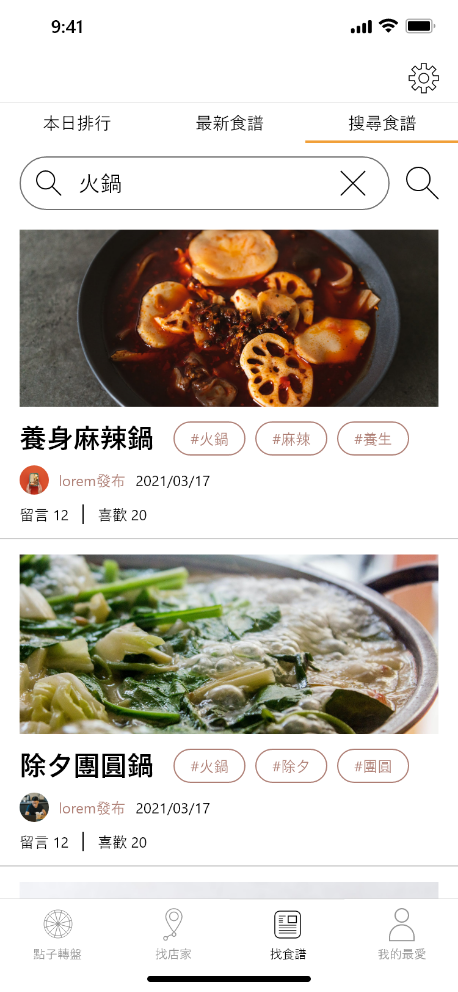 9:41
本日排行 最新食譜 搜尋食譜
火鍋
養身麻辣鍋 #火鍋 #麻辣 #養生
lorem發布 2021/03/17
留言 12 | 喜歡 20
除夕團圓鍋 #火鍋 #除夕 #團圓
lorem發布 2021/03/17
留言 12 | 喜歡 20
點子轉盤 找店家 找食譜 我的最愛